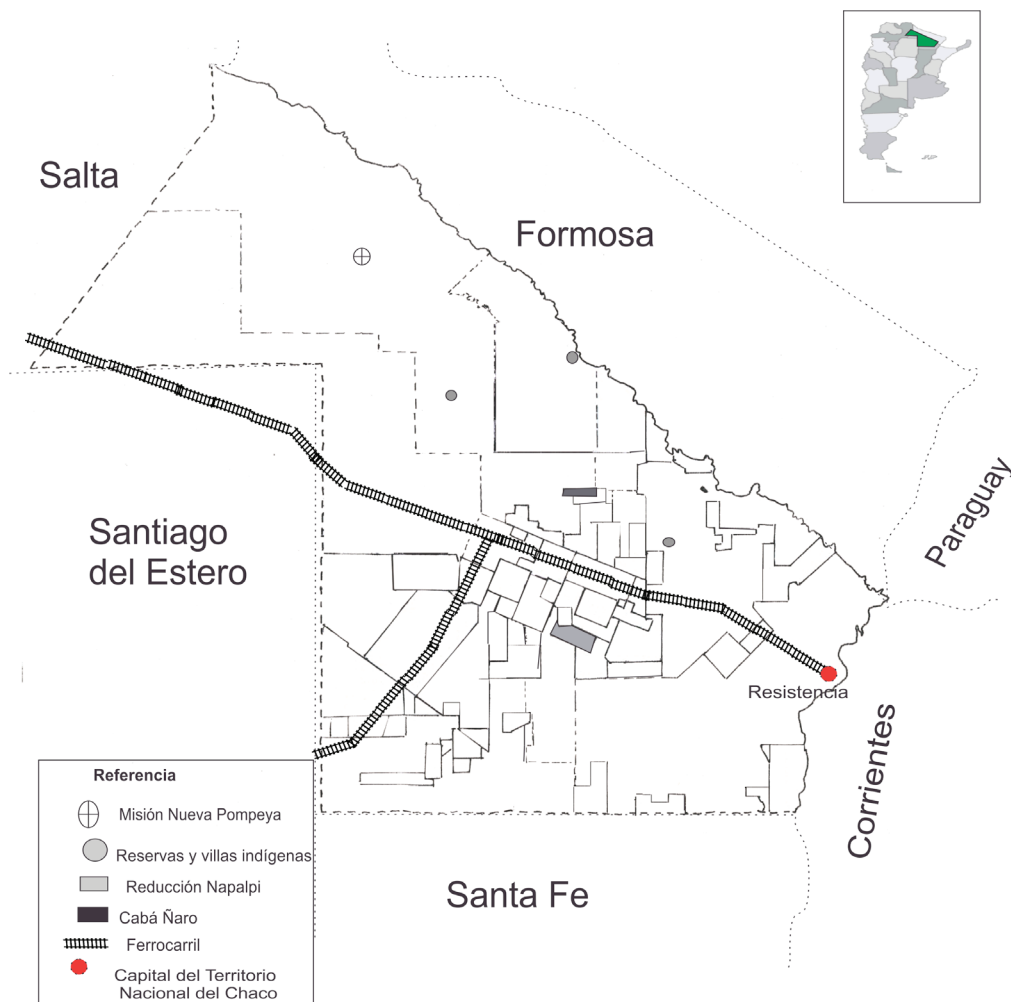 Salta
Formosa
Santiago
del Estero
Paraguay
Resistencia
Corrientes
Santa Fe
Referencia
Misión Nueva Pompeya
Reservas y villas indígenas
Reducción Napalpi
Cabá Ñaro
Ferrocarril
Capital del Territorio
Nacional del Chaco